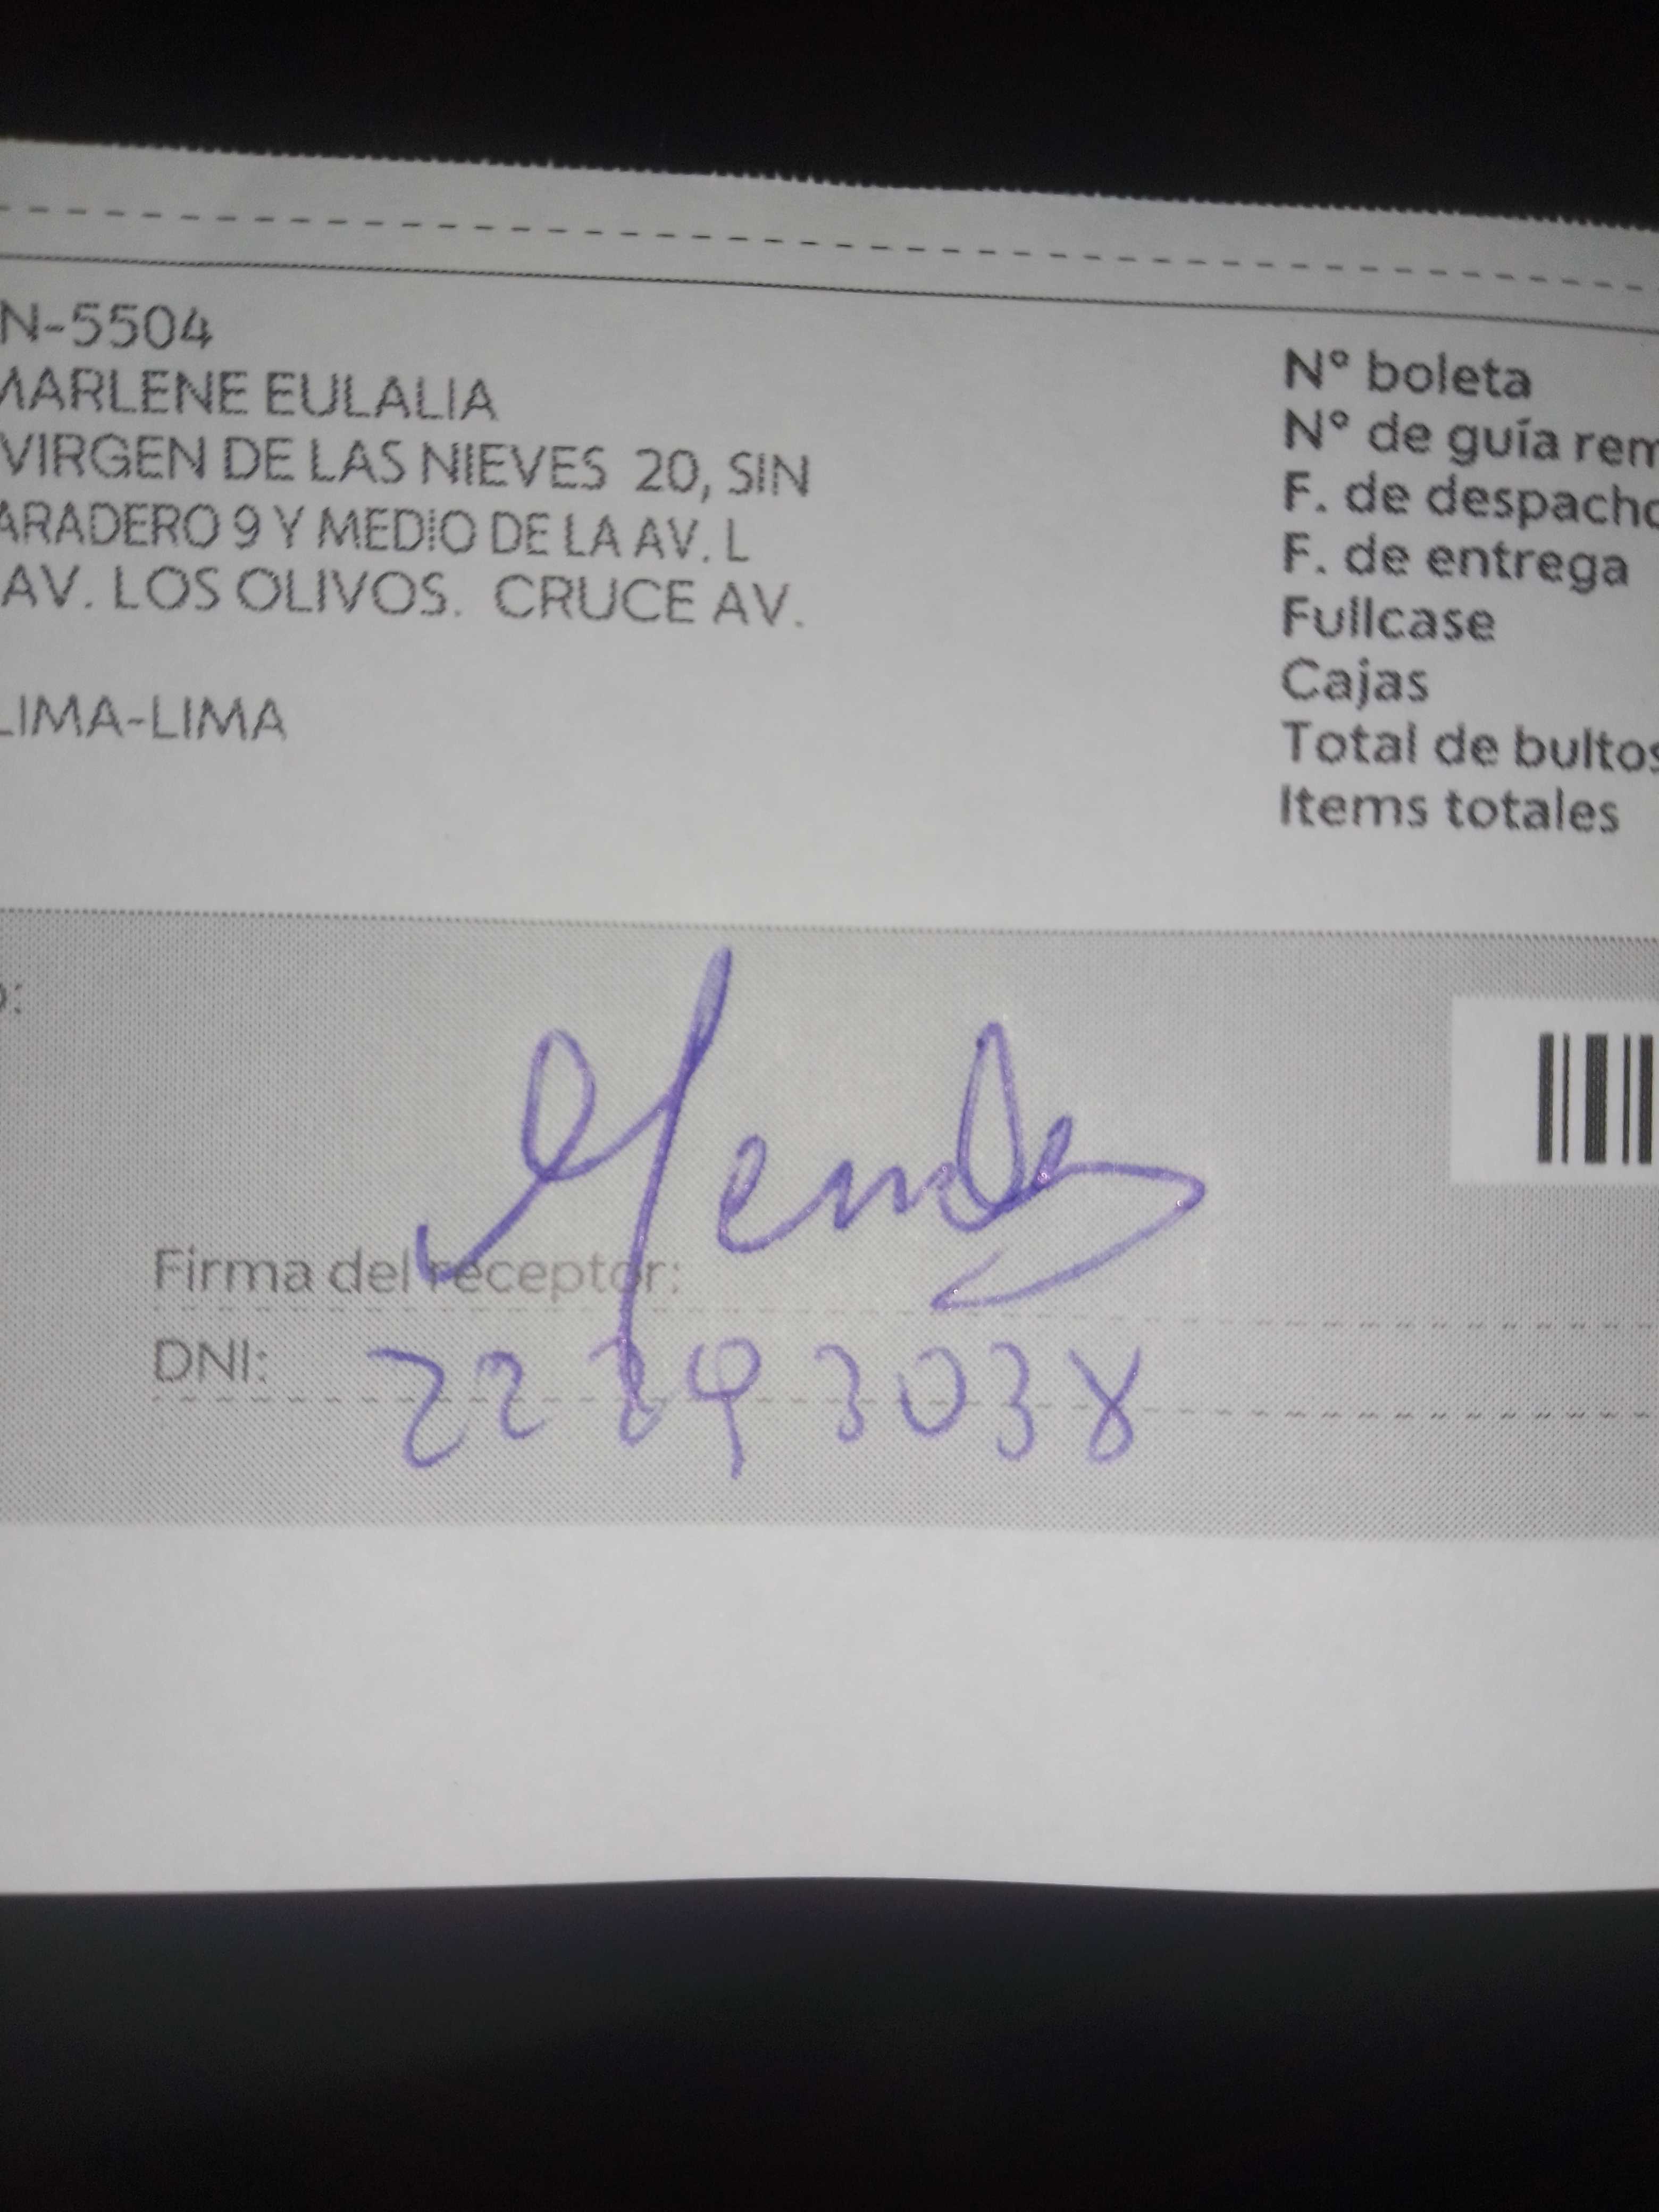 N-5504
MARLENE EULALIA
VIRGEN DE LAS NIEVES 20, SIN
ARADERO 9 Y MEDIO DE LA AV. L
AV. LOS OLIVOS. CRUCE AV.
LIMA-LIMA
N° boleta
N° de guía rem
F. de despacho
F. de entrega
Fullcase
Cajas
Total de bultos
Items totales
Firma del receptor:
DNI: